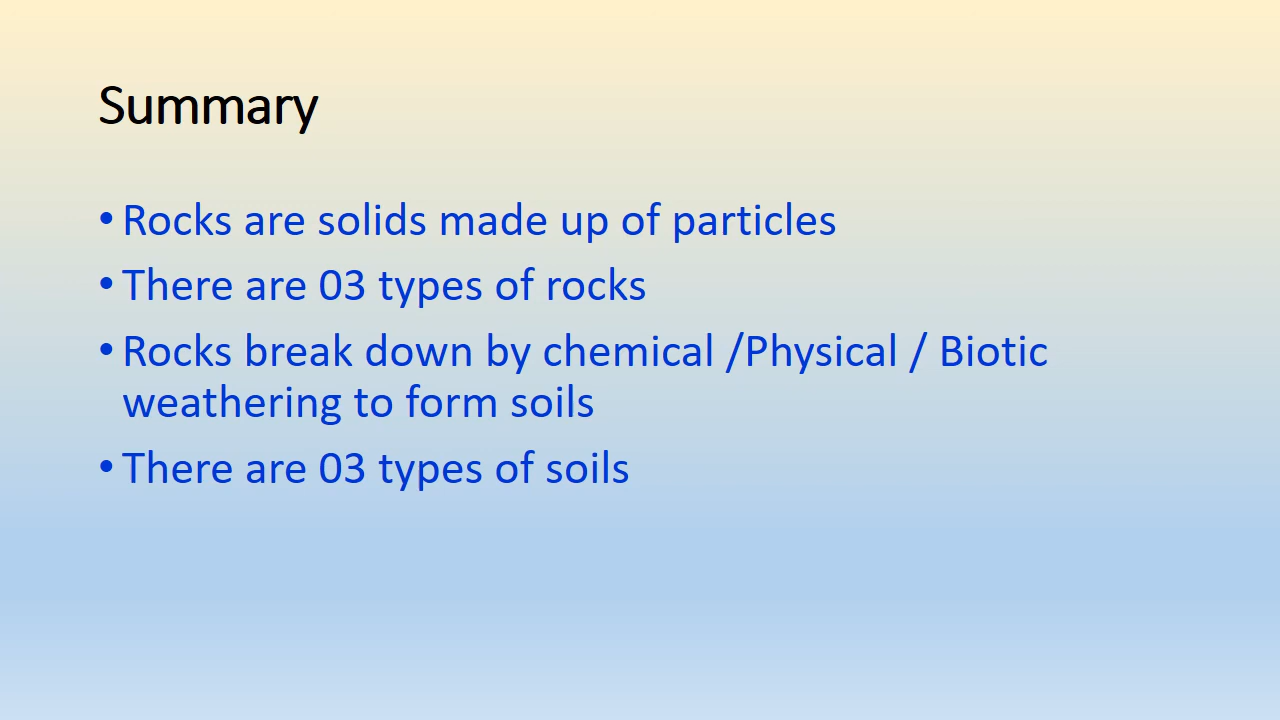 Summary
• Rocks are solids made up of particles
• There are 03 types of rocks
• Rocks break down by chemical /Physical / Biotic
weathering to form soils
• There are 03 types of soils